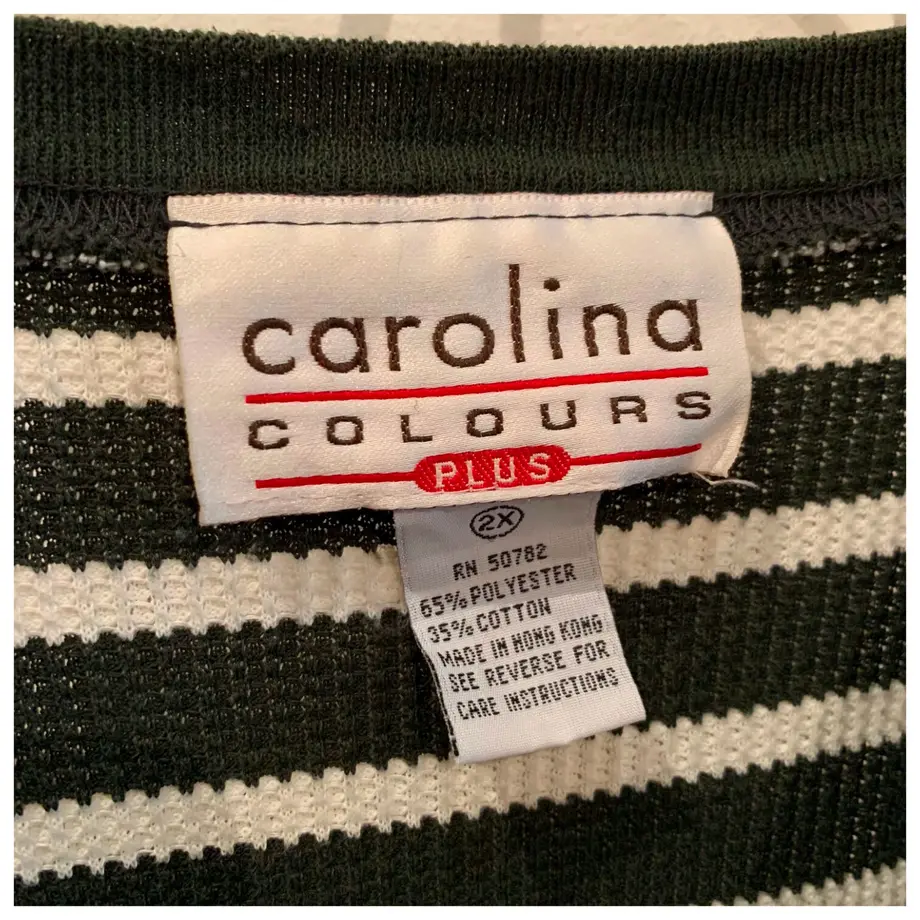 carolina
COLOURS
PLUS
2X
RN 50782
65% POLYESTER
35% COTTON
MADE IN HONG KONG
SEE REVERSE FOR
CARE INSTRUCTIONS